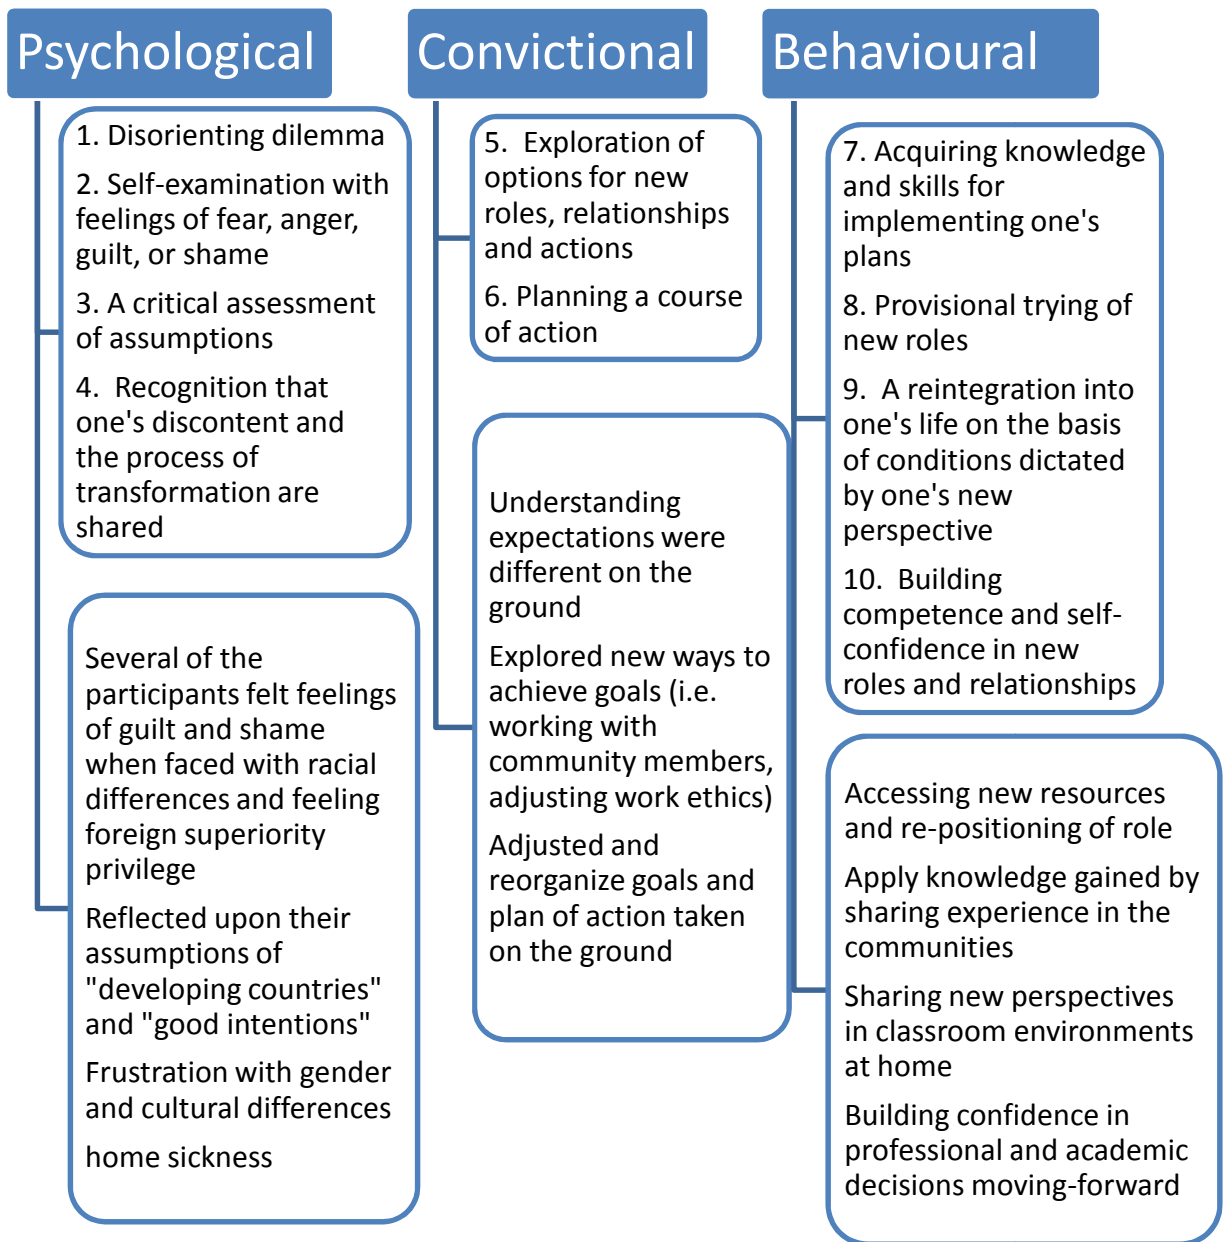 Psychological
1. Disorienting dilemma
2. Self-examination with
feelings of fear, anger,
guilt, or shame
3. A critical assessment
of assumptions
4.  Recognition that
one's discontent and
the process of
transformation are
shared
Several of the
participants felt feelings
of guilt and shame
when faced with racial
differences and feeling
foreign superiority
privilege
Reflected upon their
assumptions of
"developing countries"
and "good intentions"
Frustration with gender
and cultural differences
home sickness
Convictional
5.  Exploration of
options for new
roles, relationships
and actions
6. Planning a course
of action
Understanding
expectations were
different on the
ground
Explored new ways to
achieve goals (i.e.
working with
community members,
adjusting work ethics)
Adjusted and
reorganize goals and
plan of action taken
on the ground
Behavioural
7. Acquiring knowledge
and skills for
implementing one's
plans
8. Provisional trying of
new roles
9.  A reintegration into
one's life on the basis
of conditions dictated
by one's new
perspective
10.  Building
competence and self-
confidence in new
roles and relationships
Accessing new resources
and re-positioning of role
Apply knowledge gained by
sharing experience in the
communities
Sharing new perspectives
in classroom environments
at home
Building confidence in
professional and academic
decisions moving-forward